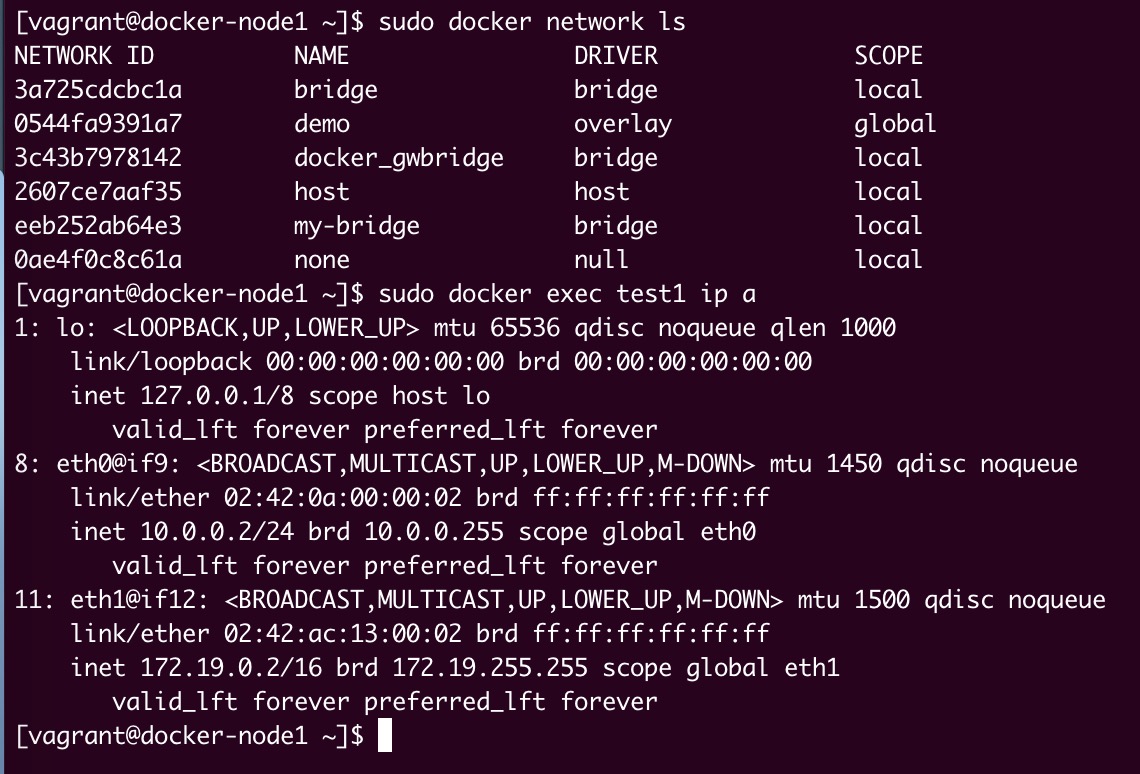 [vagrant@docker-node1 ~]$ sudo docker network ls
NETWORK ID          NAME                DRIVER              SCOPE
3a725cdcbc1a        bridge              bridge              local
0544fa9391a7        demo                overlay             global
3c43b7978142        docker_gwbridge     bridge              local
2607ce7aaf35        host                host                local
eeb252ab64e3        my-bridge           bridge              local
0ae4f0c8c61a        none                null                local
[vagrant@docker-node1 ~]$ sudo docker exec test1 ip a
1: lo: <LOOPBACK,UP,LOWER_UP> mtu 65536 qdisc noqueue qlen 1000
    link/loopback 00:00:00:00:00:00 brd 00:00:00:00:00:00
    inet 127.0.0.1/8 scope host lo
       valid_lft forever preferred_lft forever
8: eth0@if9: <BROADCAST,MULTICAST,UP,LOWER_UP,M-DOWN> mtu 1450 qdisc noqueue
    link/ether 02:42:0a:00:00:02 brd ff:ff:ff:ff:ff:ff
    inet 10.0.0.2/24 brd 10.0.0.255 scope global eth0
       valid_lft forever preferred_lft forever
11: eth1@if12: <BROADCAST,MULTICAST,UP,LOWER_UP,M-DOWN> mtu 1500 qdisc noqueue
    link/ether 02:42:ac:13:00:02 brd ff:ff:ff:ff:ff:ff
    inet 172.19.0.2/16 brd 172.19.255.255 scope global eth1
       valid_lft forever preferred_lft forever
[vagrant@docker-node1 ~]$